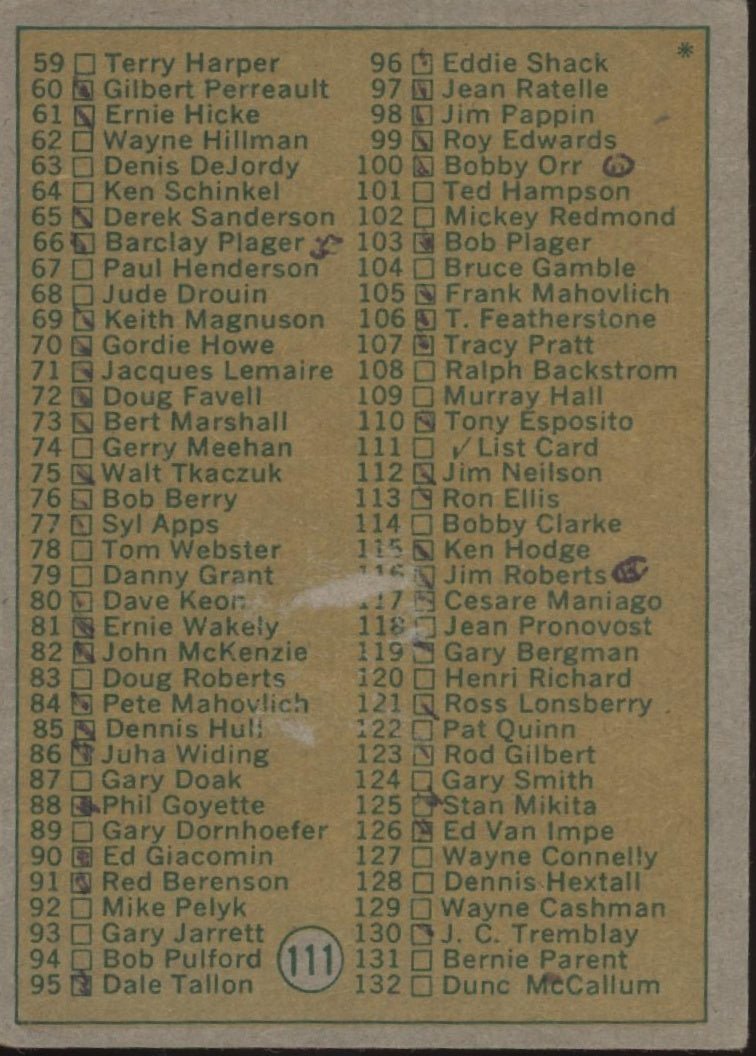 59 Terry Harper
60 Gilbert Perreault
61 Ernie Hicke
62 Wayne Hillman
63 Denis DeJordy
64 Ken Schinkel
65 Derek Sanderson
66 Barclay Plager
67 Paul Henderson
68 Jude Drouin
69 Keith Magnuson
70 Gordie Howe
71 Jacques Lemaire
72 Doug Favell
73 Bert Marshall
74 Gerry Meehan
75 Walt Tkaczuk
76 Bob Berry
77 Syl Apps
78 Tom Webster
79 Danny Grant
80 Dave Keon
81 Ernie Wakely
82 John McKenzie
83 Doug Roberts
84 Pete Mahovlich
85 Dennis Hull
86 Juha Widing
87 Gary Doak
88 Phil Goyette
89 Gary Dornhoefer
90 Ed Giacomin
91 Red Berenson
92 Mike Pelyk
93 Gary Jarrett
94 Bob Pulford
95 Dale Tallon
111
*
96 Eddie Shack
97 Jean Ratelle
98 Jim Pappin
99 Roy Edwards
100 Bobby Orr
101 Ted Hampson
102 Mickey Redmond
103 Bob Plager
104 Bruce Gamble
105 Frank Mahovlich
106 T. Featherstone
107 Tracy Pratt
108 Ralph Backstrom
109 Murray Hall
110 Tony Esposito
111 ✓ List Card
112 Jim Neilson
113 Ron Ellis
114 Bobby Clarke
115 Ken Hodge
116 Jim Roberts
117 Cesare Maniago
118 Jean Pronovost
119 Gary Bergman
120 Henri Richard
121 Ross Lonsberry
122 Pat Quinn
123 Rod Gilbert
124 Gary Smith
125 Stan Mikita
126 Ed Van Impe
127 Wayne Connelly
128 Dennis Hextall
129 Wayne Cashman
130 J. C. Tremblay
131 Bernie Parent
132 Dunc McCallum